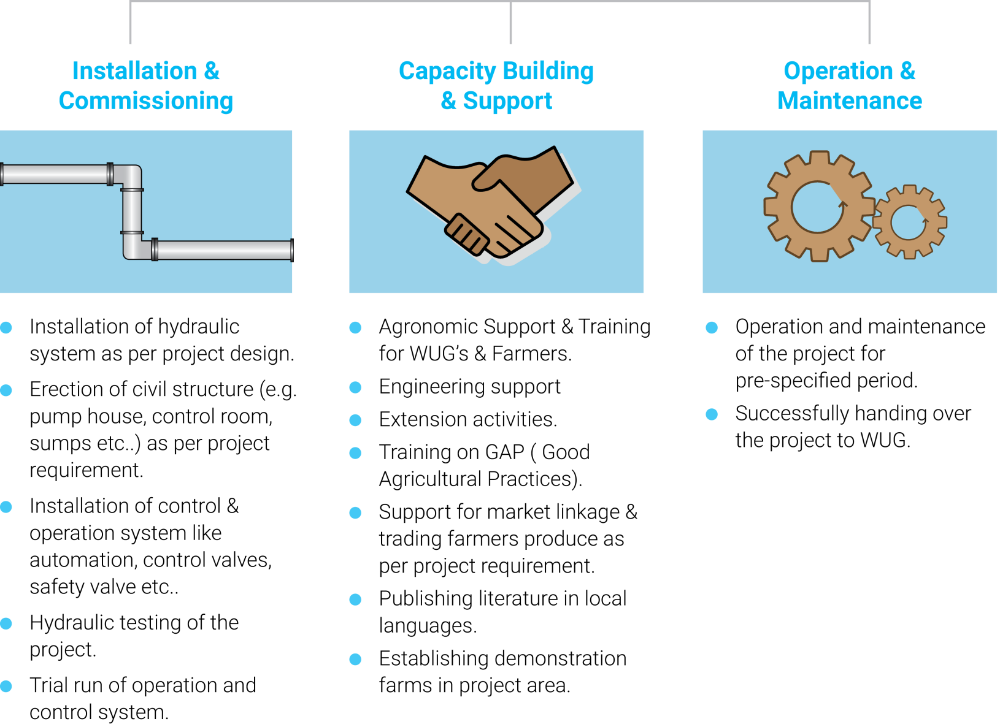 Installation &
Commissioning
Installation of hydraulic
system as per project design.
Erection of civil structure (e.g.
pump house, control room,
sumps etc..) as per project
requirement.
Installation of control &
operation system like
automation, control valves,
safety valve etc..
Hydraulic testing of the
project.
Trial run of operation and
control system.
Capacity Building
& Support
Agronomic Support & Training
for WUG’s & Farmers.
Engineering support
Extension activities.
Training on GAP ( Good
Agricultural Practices).
Support for market linkage &
trading farmers produce as
per project requirement.
Publishing literature in local
languages.
Establishing demonstration
farms in project area.
Operation &
Maintenance
Operation and maintenance
of the project for
pre-specified period.
Successfully handing over
the project to WUG.